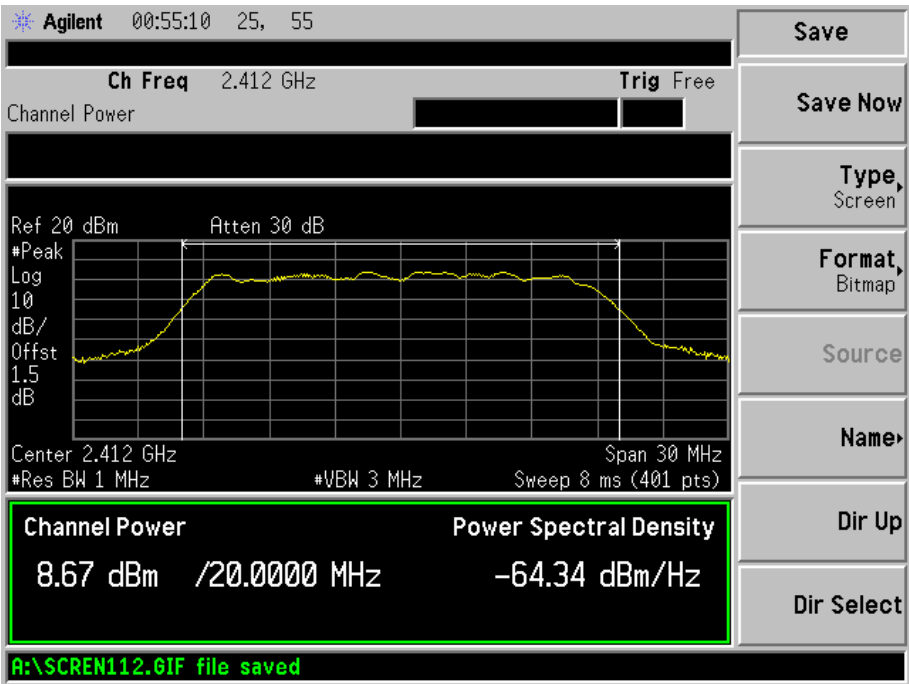 Agilent 00:55:10 25, 55
Ch Freq 2.412 GHz Trig Free
Channel Power
Ref 20 dBm Atten 30 dB
#Peak
Log
10
dB/
Offst
1.5
dB
Center 2.412 GHz Span 30 MHz
#Res BW 1 MHz #VBW 3 MHz Sweep 8 ms (401 pts)
Channel Power Power Spectral Density
8.67 dBm /20.0000 MHz -64.34 dBm/Hz
A:\SCREN112.GIF file saved
Save
Save Now
Type
Screen
Format
Bitmap
Source
Name
Dir Up
Dir Select